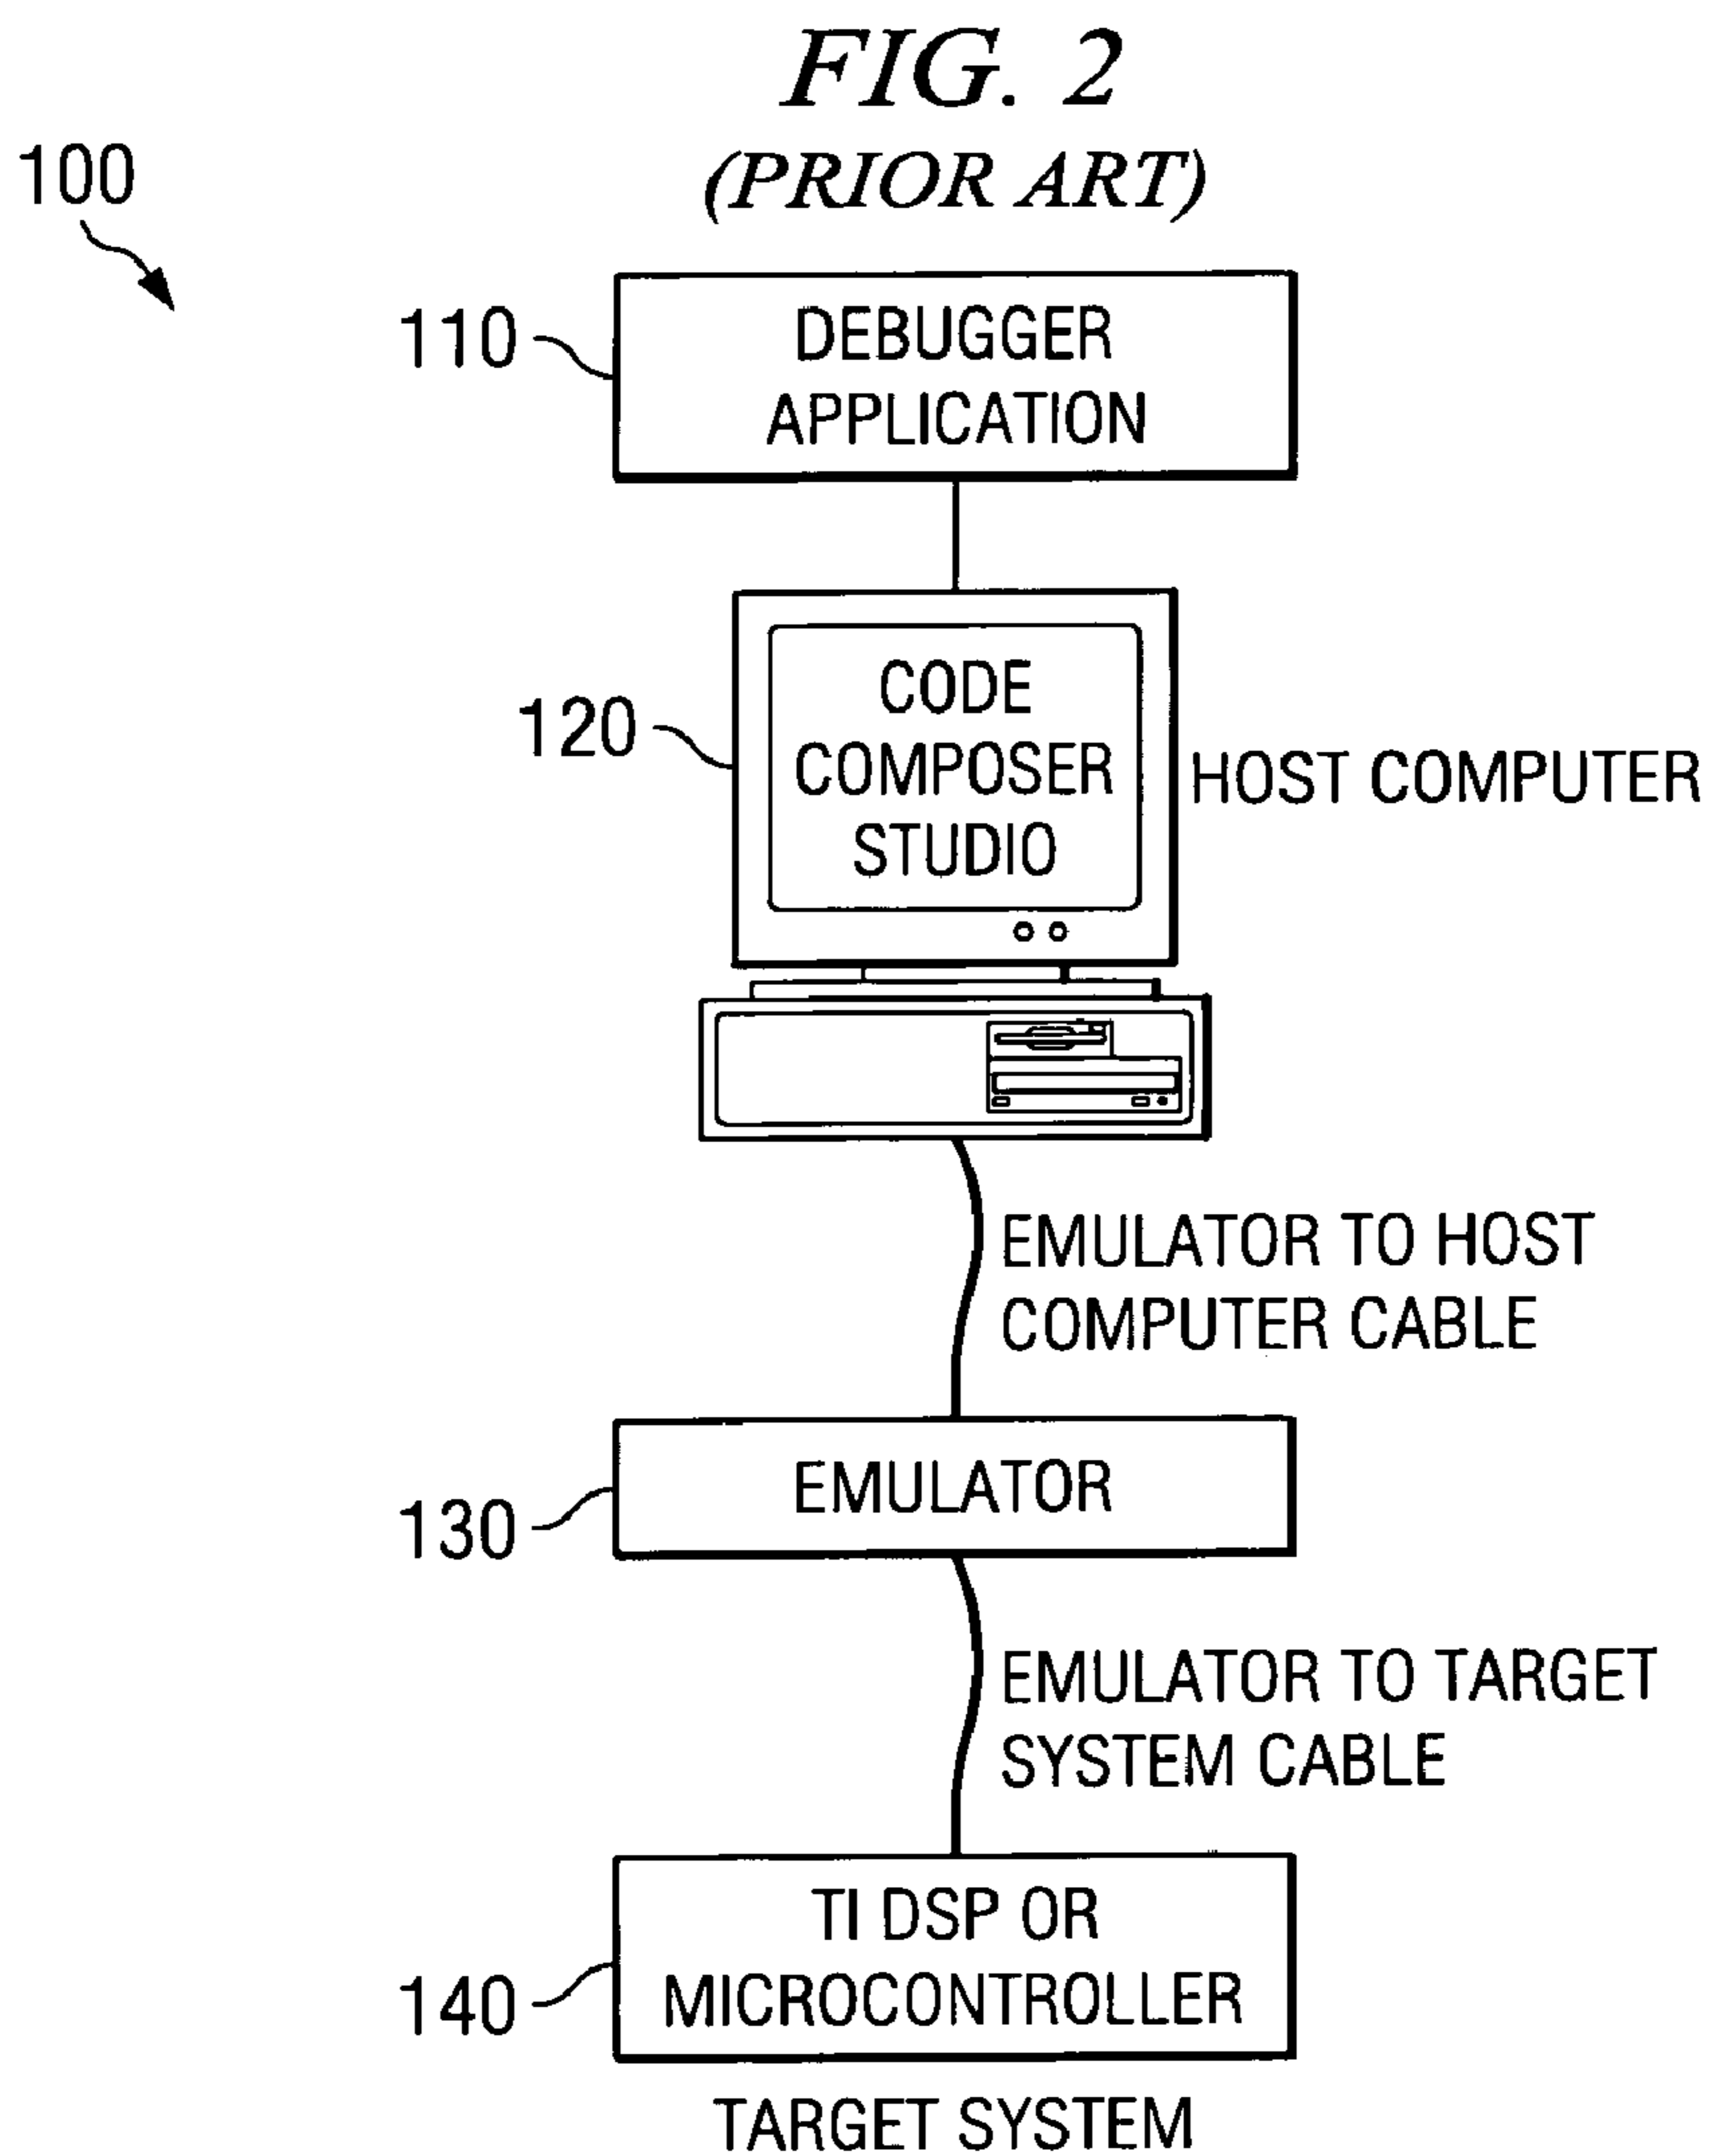 FIG. 2
(PRIOR ART)
100
110
DEBUGGER
APPLICATION
120
CODE
COMPOSER
STUDIO
HOST COMPUTER
EMULATOR TO HOST
COMPUTER CABLE
130
EMULATOR
EMULATOR TO TARGET
SYSTEM CABLE
140
TI DSP OR
MICROCONTROLLER
TARGET SYSTEM